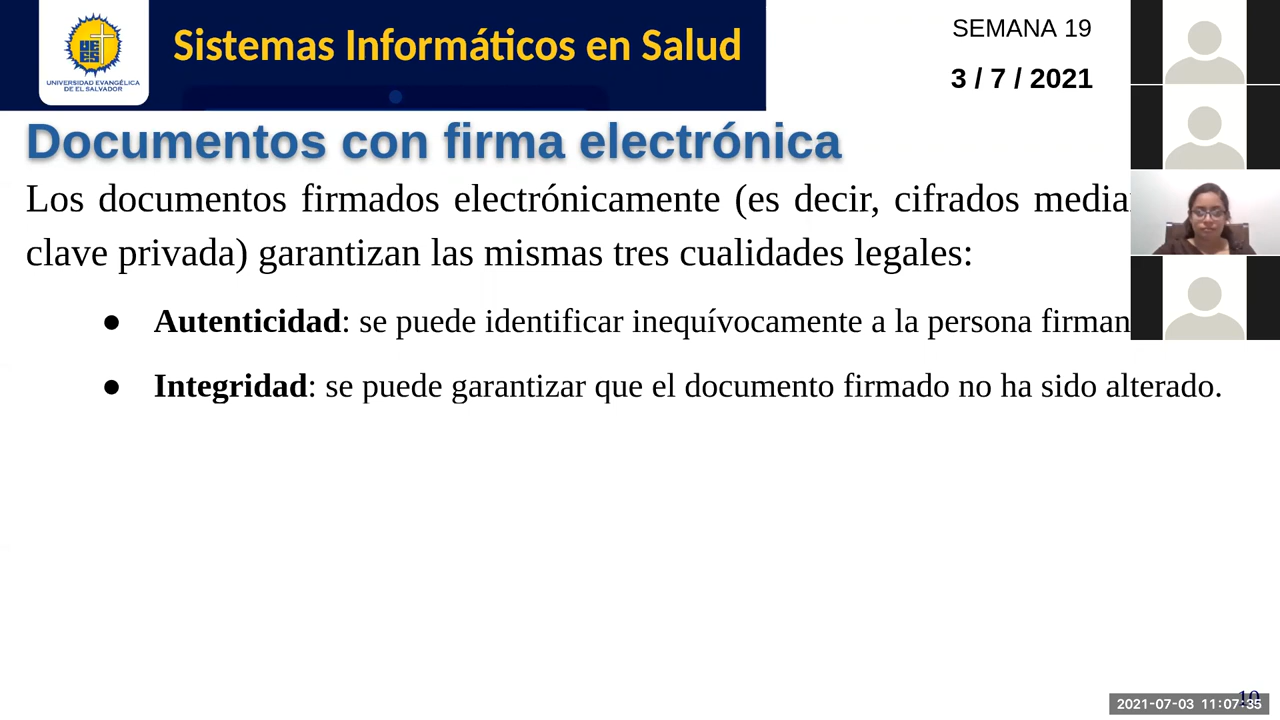 UNIVERSIDAD EVANGÉLICA
DE EL SALVADOR
Sistemas Informáticos en Salud
SEMANA 19
3 / 7 / 2021
Documentos con firma electrónica
Los documentos firmados electrónicamente (es decir, cifrados
clave privada) garantizan las mismas tres cualidades legales:
● Autenticidad: se puede identificar inequívocamente a la persona
● Integridad: se puede garantizar que el documento firmado no ha sido alterado.
2021-07-03 11:07:35